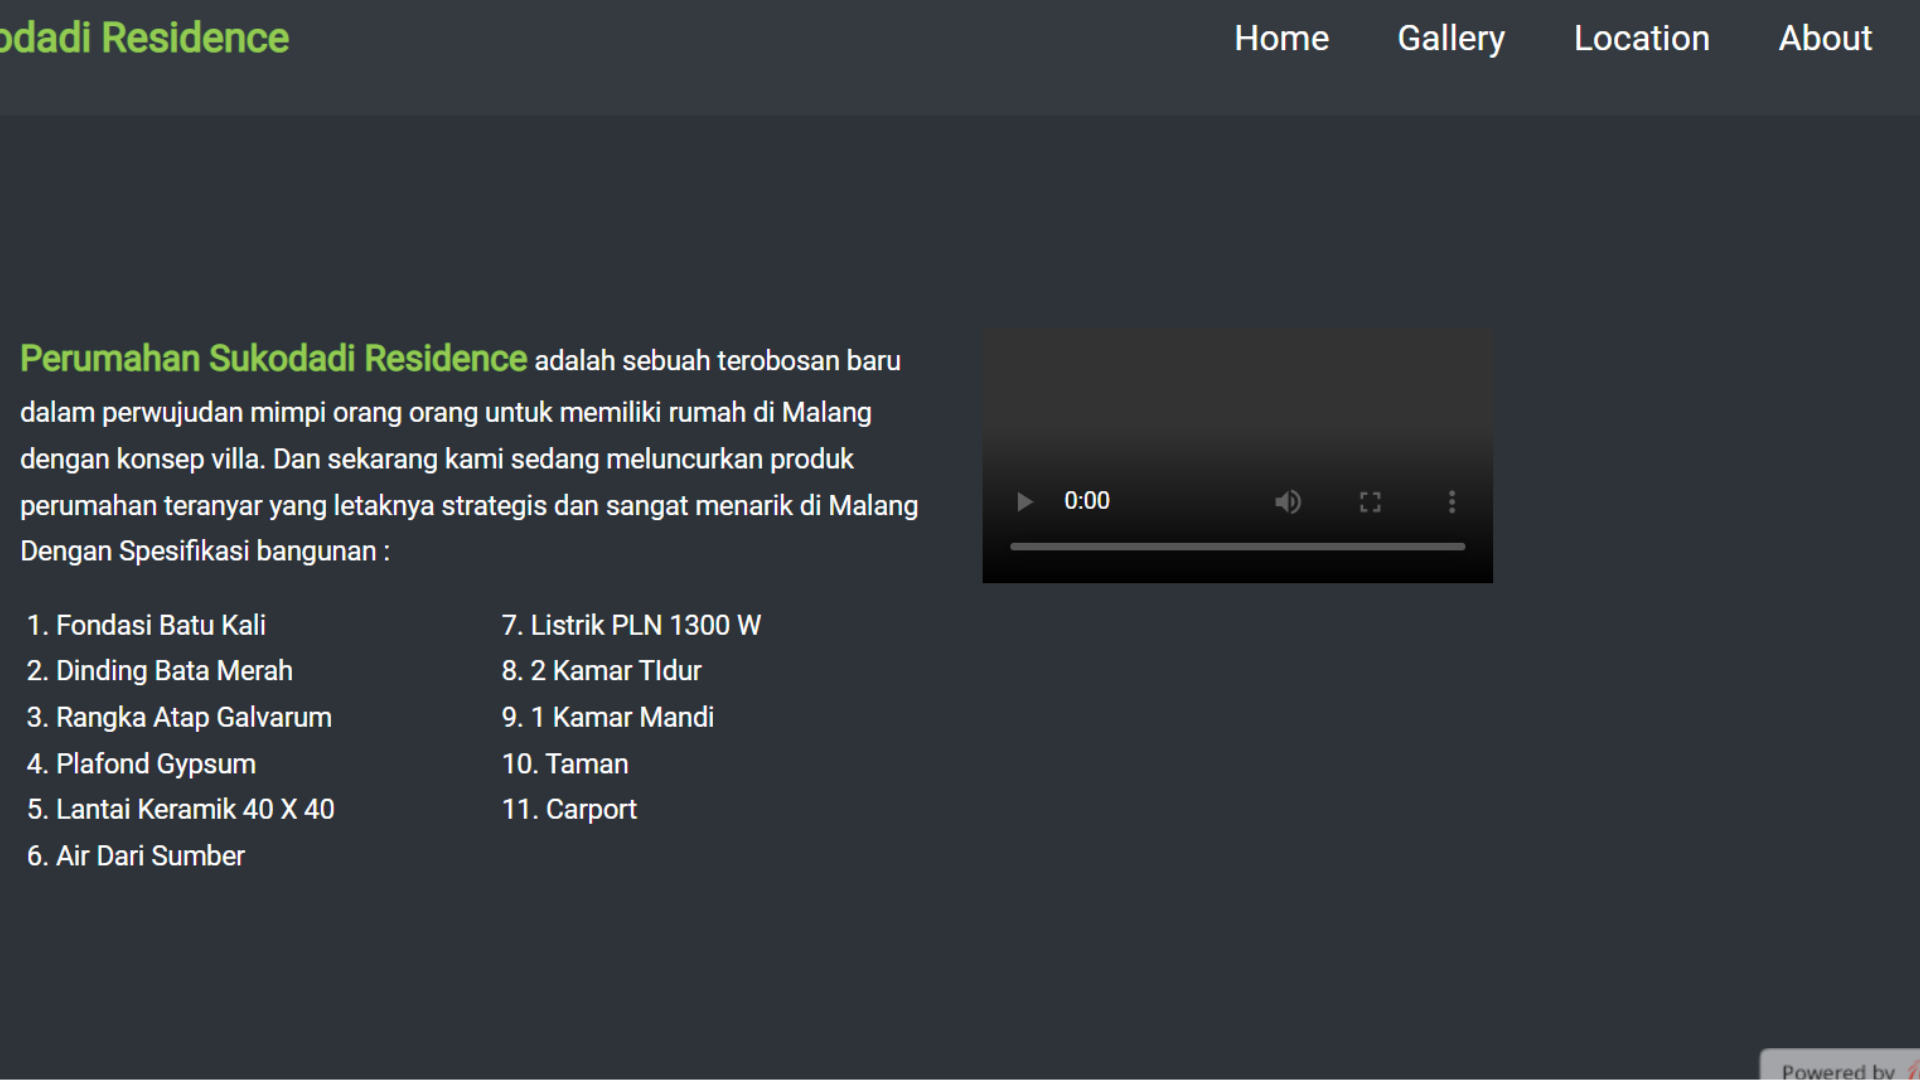 odadi Residence
Home Gallery Location About
Perumahan Sukodadi Residence adalah sebuah terobosan baru
dalam perwujudan mimpi orang orang untuk memiliki rumah di Malang
dengan konsep villa. Dan sekarang kami sedang meluncurkan produk
perumahan teranyar yang letaknya strategis dan sangat menarik di Malang
Dengan Spesifikasi bangunan :
0:00
1. Fondasi Batu Kali
2. Dinding Bata Merah
3. Rangka Atap Galvarum
4. Plafond Gypsum
5. Lantai Keramik 40 X 40
6. Air Dari Sumber
7. Listrik PLN 1300 W
8. 2 Kamar TIdur
9. 1 Kamar Mandi
10. Taman
11. Carport
Powered by